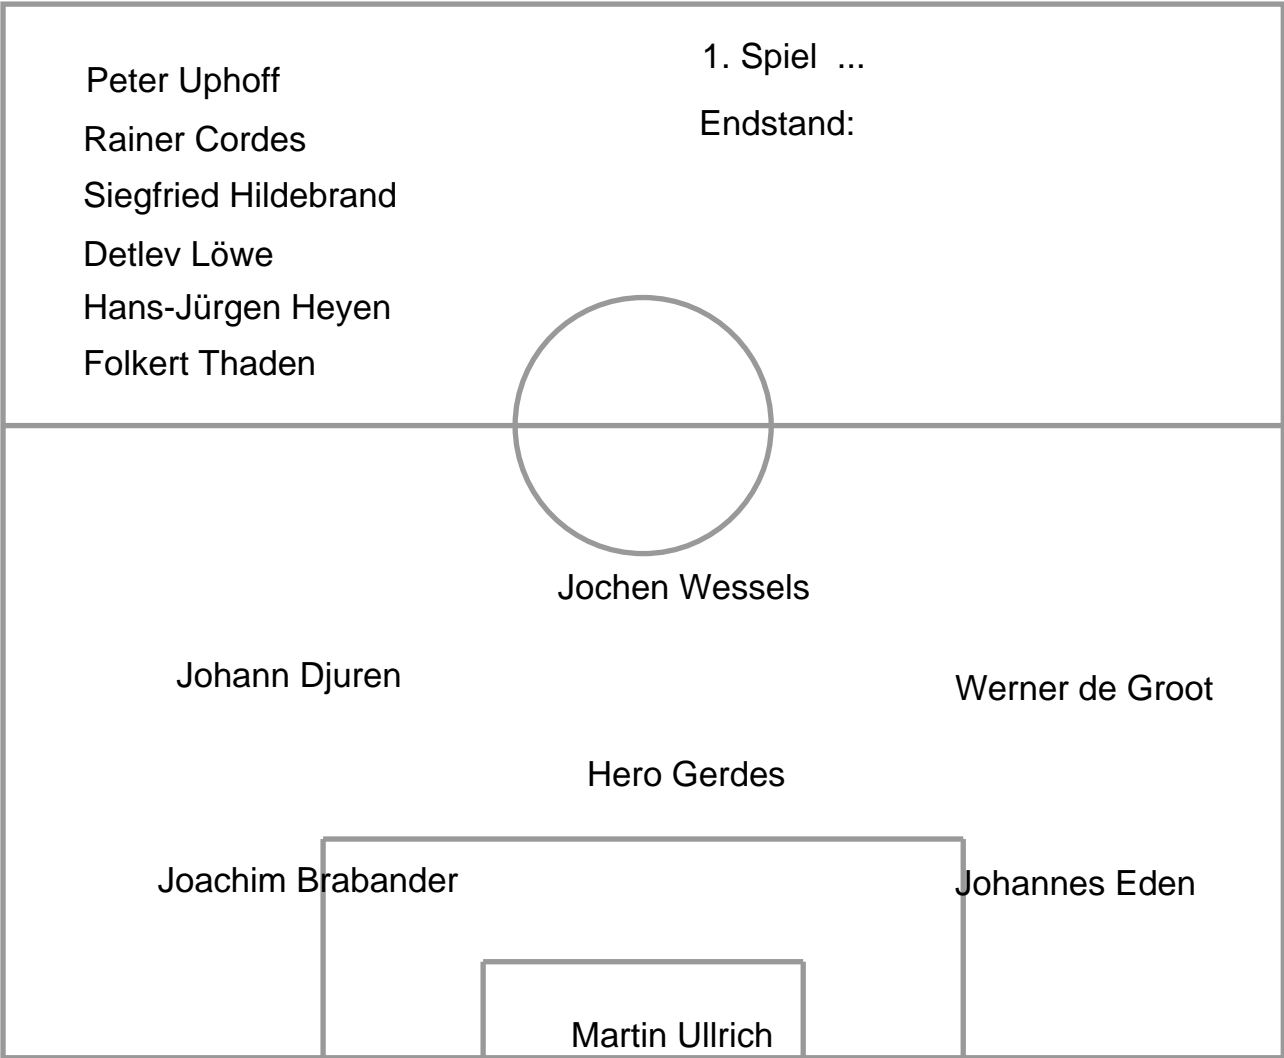 Peter Uphoff
Rainer Cordes
Siegfried Hildebrand
Detlev Löwe
Hans-Jürgen Heyen
Folkert Thaden
1. Spiel ...
Endstand:
Jochen Wessels
Johann Djuren
Werner de Groot
Hero Gerdes
Joachim Brabander
Johannes Eden
Martin Ullrich